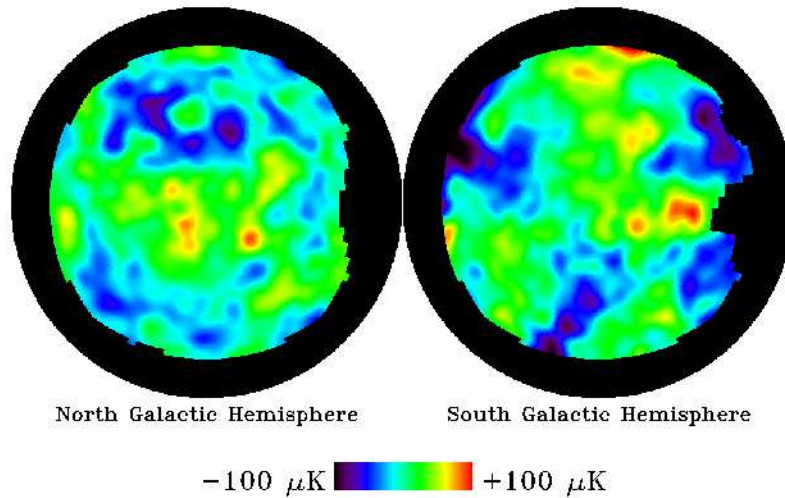 North Galactic Hemisphere
South Galactic Hemisphere
−100 μK
+100 μK